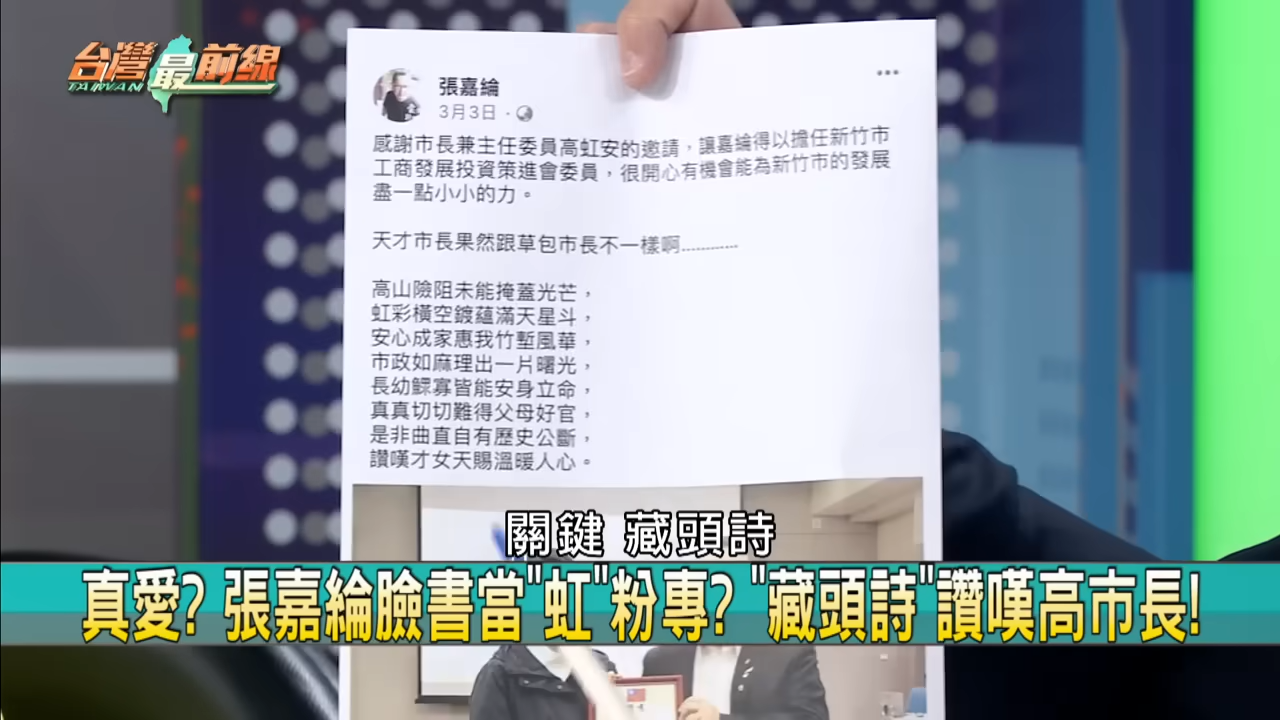 台灣最前線
TAIWAN
張嘉綸
3月3日 ·
感謝市長兼主任委員高虹安的邀請，讓嘉綸得以擔任新竹市
工商發展投資策進會委員，很開心有機會能為新竹市的發展
盡一點小小的力。
天才市長果然跟草包市長不一樣啊............
高山險阻未能掩蓋光芒，
虹彩橫空鍍蘊滿天星斗，
安心成家惠我竹塹風華，
市政如麻理出一片曙光，
長幼鰥寡皆能安身立命，
真真切切難得父母好官，
是非曲直自有歷史公斷，
讚嘆才女天賜溫暖人心。
關鍵 藏頭詩
真愛? 張嘉綸臉書當"虹"粉專? "藏頭詩"讚嘆高市長!